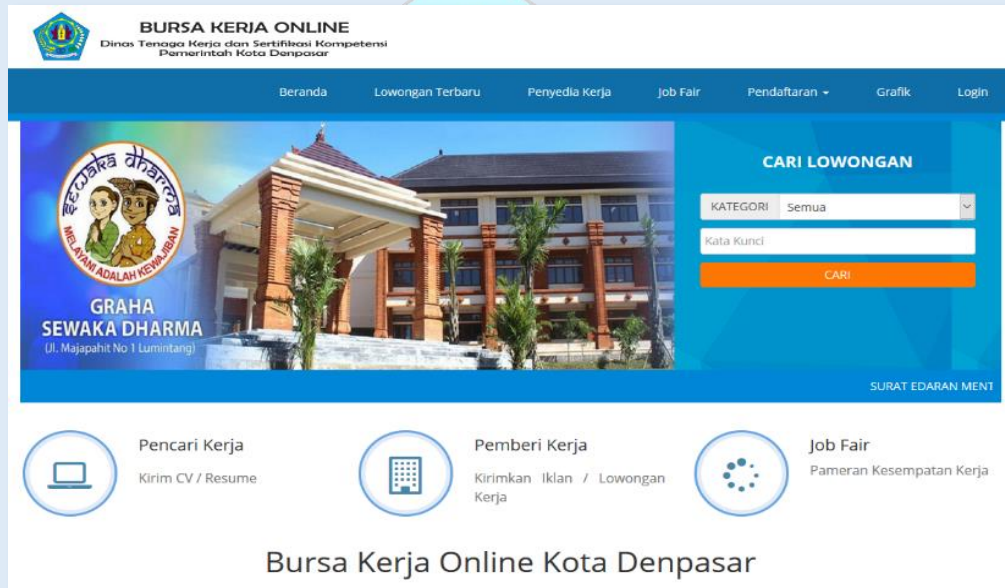 BURSA KERJA ONLINE
Dinas Tenaga Kerja dan Sertifikasi Kompetensi
Pemerintah Kota Denpasar
Beranda Lowongan Terbaru Penyedia Kerja Job Fair Pendaftaran Grafik Login
sewaka dharma
MELAYANI ADALAH KEWAJIBAN
GRAHA
SEWAKA DHARMA
(Jl. Majapahit No 1 Lumintang)
CARI LOWONGAN
KATEGORI Semua
Kata Kunci
CARI
SURAT EDARAN MENT
Pencari Kerja
Kirim CV / Resume
Pemberi Kerja
Kirimkan Iklan / Lowongan
Kerja
Job Fair
Pameran Kesempatan Kerja
Bursa Kerja Online Kota Denpasar